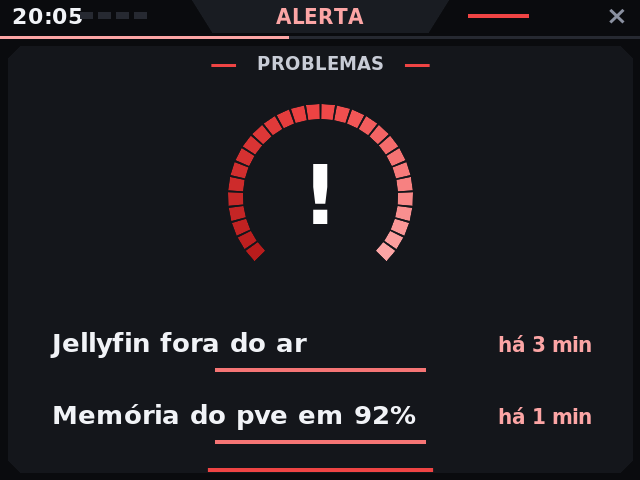 20:05 ALERTA ×
PROBLEMAS
!
Jellyfin fora do ar há 3 min
Memória do pve em 92% há 1 min